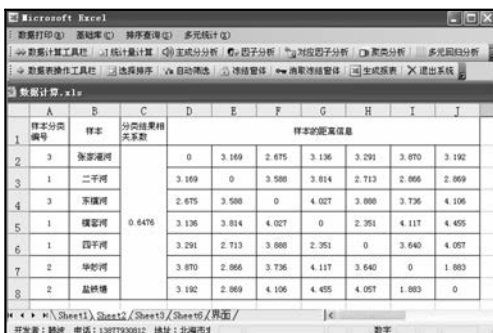 Microsoft Excel
数据打印(B) 基础库(C) 排序查询(S) 多元统计(Z)
数据计算工具栏 统计量计算 主成分分析 因子分析 对应因子分析 聚类分析 多元回归分析
数据表操作工具栏 选择排序 自动筛选 冻结窗体 消取冻结窗体 生成报表 退出系统
数据计算.xls
A B C D E F G H I J
1 样本分类编号 样本 分类结果相关系数 样本的距离信息
2 3 张家港河 0 3.169 2.675 3.136 3.291 3.870 3.192
3 1 二干河 3.169 0 3.588 3.814 2.713 2.866 2.869
4 3 东横河 2.675 3.588 0 4.027 3.888 3.736 4.106
5 1 横套河 0.6476 3.136 3.814 4.027 0 2.351 4.117 4.455
6 1 四干河 3.291 2.713 3.888 2.351 0 3.640 4.057
7 2 华妙河 3.870 2.866 3.736 4.117 3.640 0 1.883
8 2 盐铁塘 3.192 2.869 4.106 4.455 4.057 1.883 0
Sheet1 Sheet2 Sheet3 Sheet6 界面
电话：13877930812 地址：北海市 数字